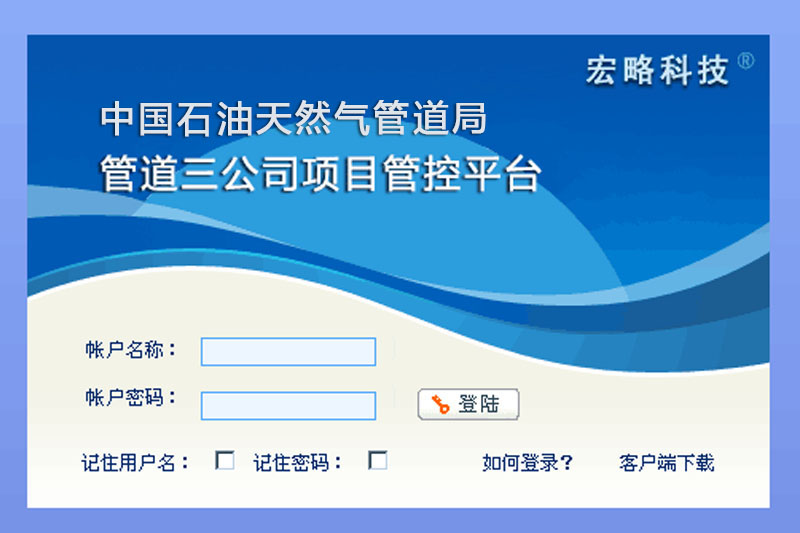 宏略科技®
中国石油天然气管道局
管道三公司项目管控平台
帐户名称：
帐户密码：
登陆
记住用户名： 记住密码： 如何登录? 客户端下载